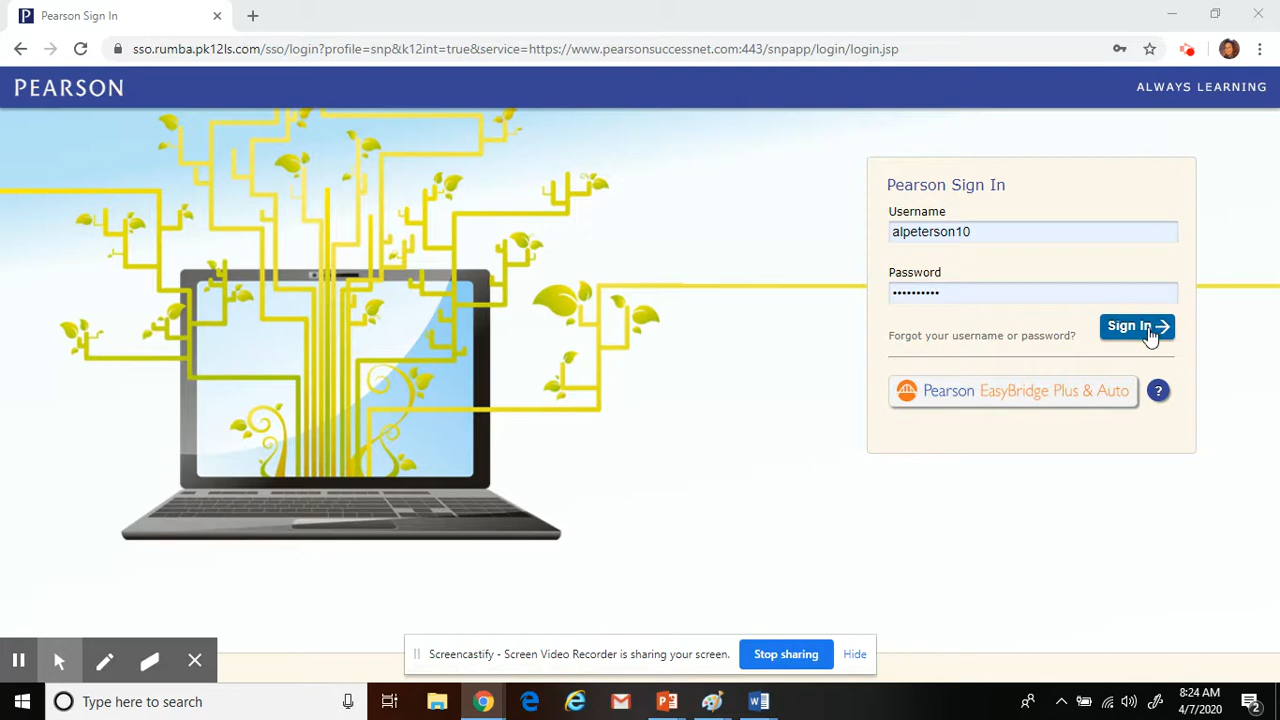 Pearson Sign In
sso.rumba.pk12ls.com/sso/login?profile=snp&k12int=true&service=https://www.pearsonsuccessnet.com:443/snpapp/login/login.jsp
PEARSON
ALWAYS LEARNING
Pearson Sign In
Username
alpeterson10
Password
••••••••••
Forgot your username or password?
Sign In
Pearson EasyBridge Plus & Auto
?
Screencastify - Screen Video Recorder is sharing your screen.
Stop sharing
Hide
Type here to search
8:24 AM
4/7/2020
2